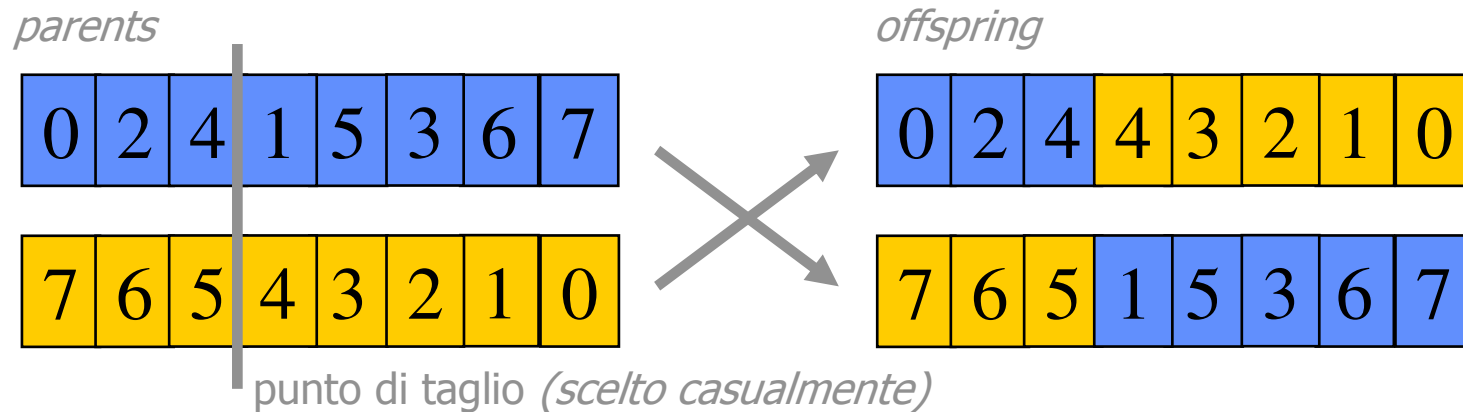 parents offspring
0 2 4 1 5 3 6 7 0 2 4 4 3 2 1 0
7 6 5 4 3 2 1 0 7 6 5 1 5 3 6 7
punto di taglio (scelto casualmente)